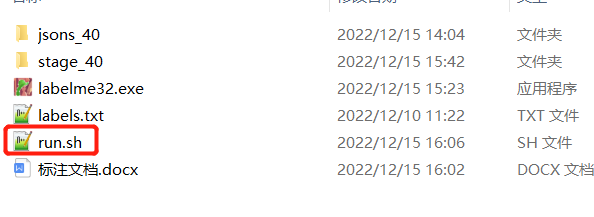 jsons_40 2022/12/15 14:04 文件夹
stage_40 2022/12/15 15:42 文件夹
labelme32.exe 2022/12/15 15:23 应用程序
labels.txt 2022/12/10 11:22 TXT 文件
run.sh 2022/12/15 16:06 SH 文件
标注文档.docx 2022/12/15 16:02 DOCX 文档